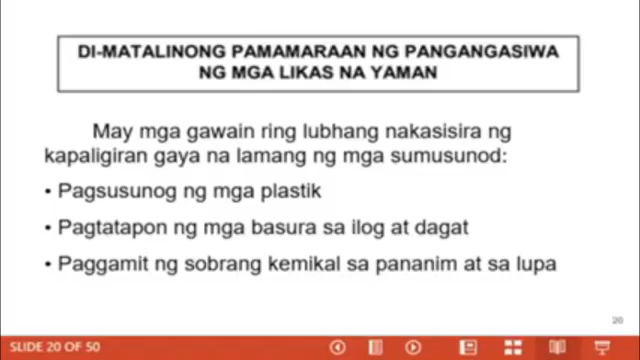 DI-MATALINONG PAMAMARAAN NG PANGANGASIWA
NG MGA LIKAS NA YAMAN
May mga gawain ring lubhang nakasisira ng
kapaligiran gaya na lamang ng mga sumusunod:
• Pagsusunog ng mga plastik
• Pagtatapon ng mga basura sa ilog at dagat
• Paggamit ng sobrang kemikal sa pananim at sa lupa
20
SLIDE 20 OF 50